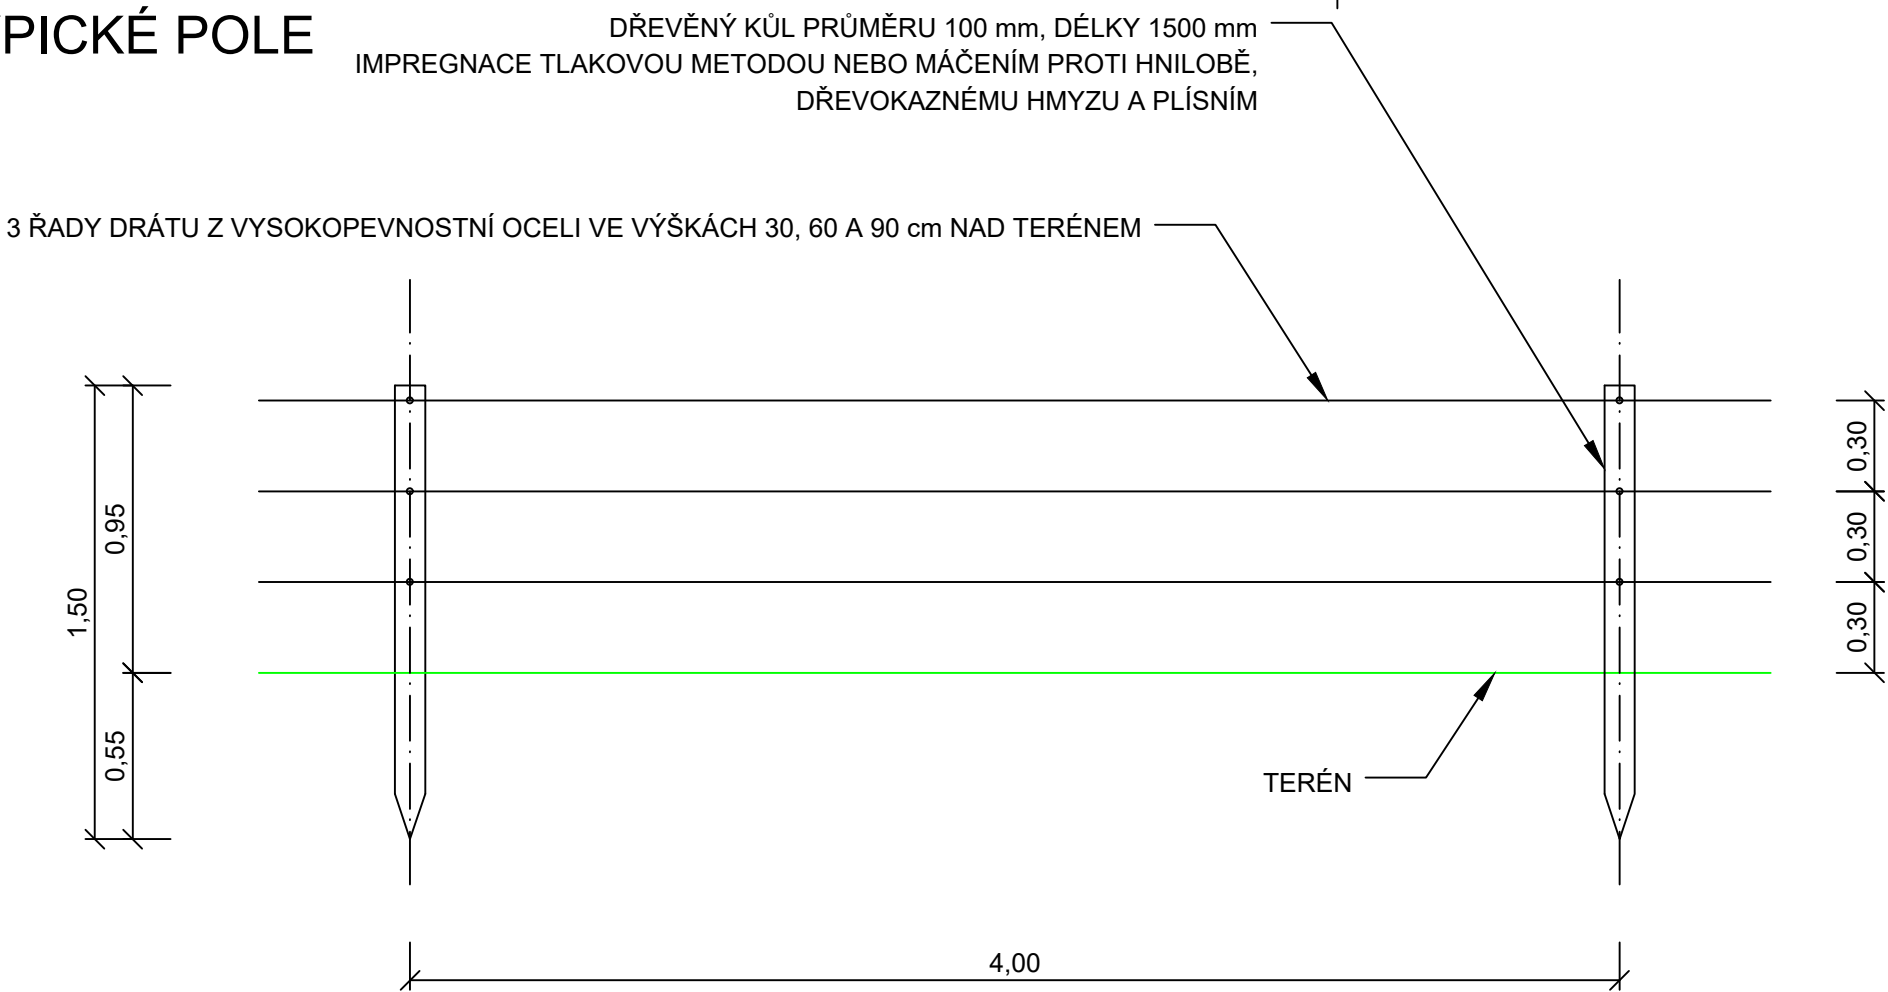 PICKÉ POLE
DŘEVĚNÝ KŮL PRŮMĚRU 100 mm, DÉLKY 1500 mm
IMPREGNACE TLAKOVOU METODOU NEBO MÁČENÍM PROTI HNILOBĚ,
DŘEVOKAZNÉMU HMYZU A PLÍSNÍM
3 ŘADY DRÁTU Z VYSOKOPEVNOSTNÍ OCELI VE VÝŠKÁCH 30, 60 A 90 cm NAD TERÉNEM
0,30
0,95
0,30
1,50
0,30
0,55
TERÉN
4,00